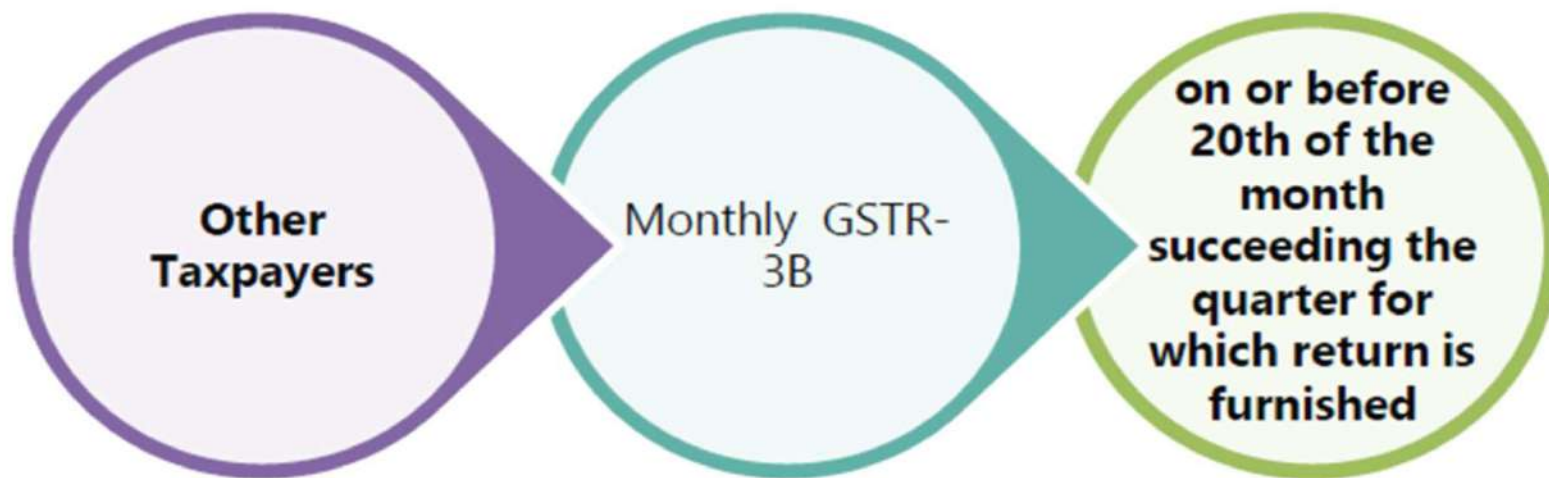 Other
Taxpayers
Monthly GSTR-
3B
on or before
20th of the
month
succeeding the
quarter for
which return is
furnished